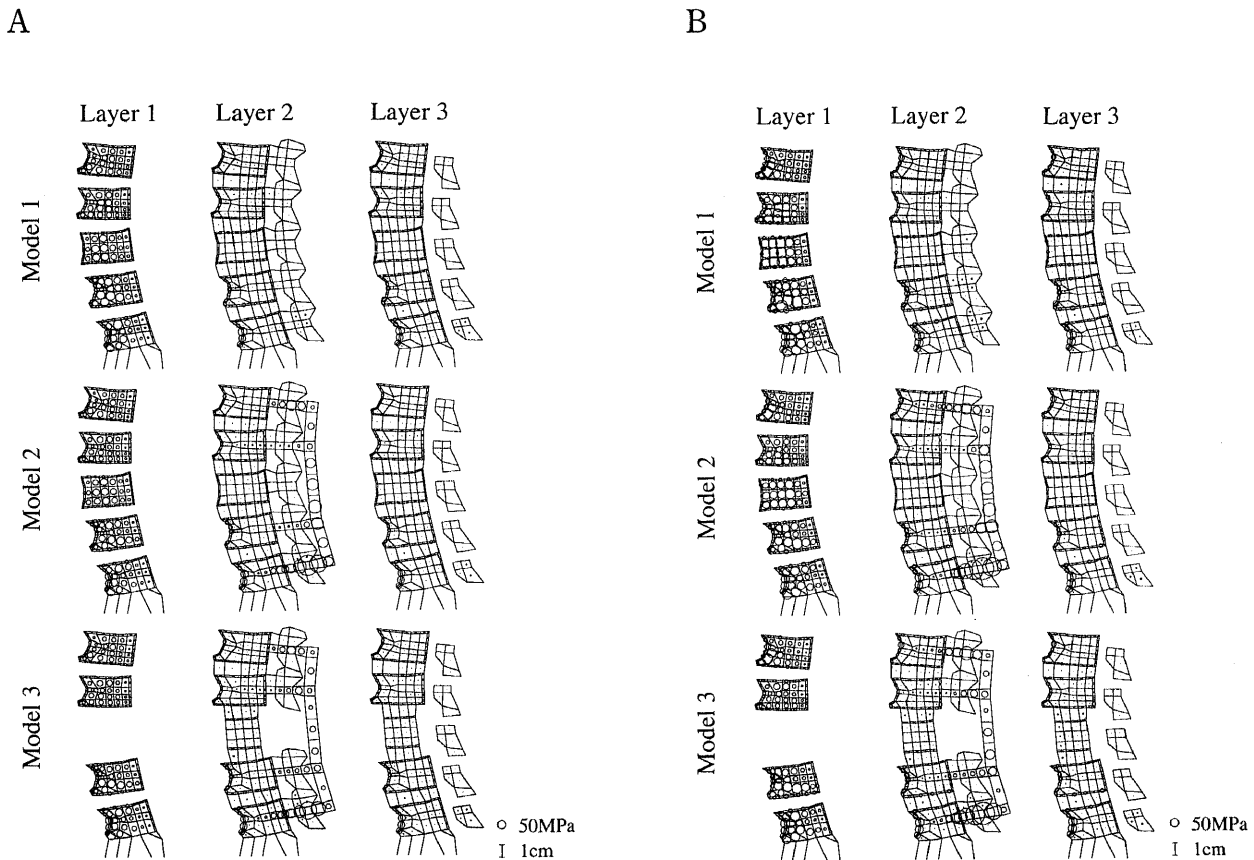 A
Layer 1 Layer 2 Layer 3
Model 1
Model 2
Model 3
50MPa
1cm
B
Layer 1 Layer 2 Layer 3
Model 1
Model 2
Model 3
50MPa
1cm